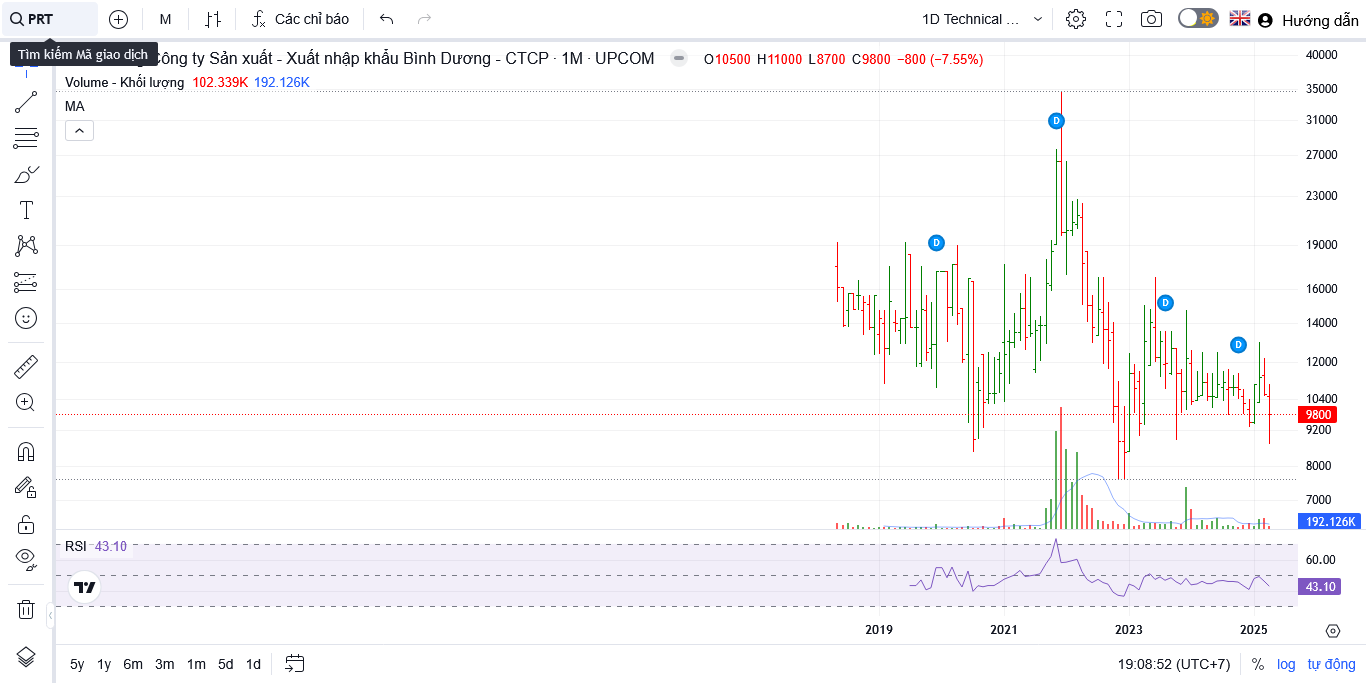 PRT
M
Các chỉ báo
1D Technical ...
Hướng dẫn
Tìm kiếm Mã giao dịch
Công ty Sản xuất - Xuất nhập khẩu Bình Dương - CTCP · 1M · UPCOM
O10500 H11000 L8700 C9800 −800 (−7.55%)
Volume - Khối lượng 102.339K 192.126K
MA
D
D
D
D
40000
35000
31000
27000
23000
19000
16000
14000
12000
10400
9800
9200
8000
7000
192.126K
RSI 43.10
60.00
43.10
2019 2021 2023 2025
5y 1y 6m 3m 1m 5d 1d
19:08:52 (UTC+7) % log tự động